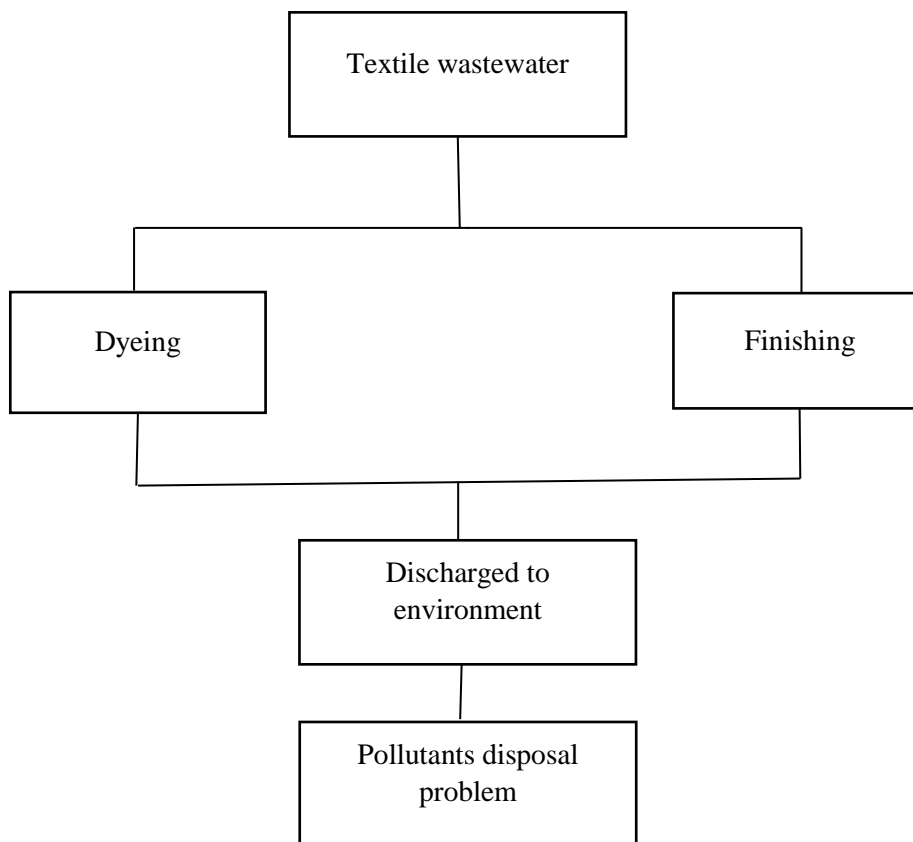 Textile wastewater
Dyeing
Finishing
Discharged to
environment
Pollutants disposal
problem